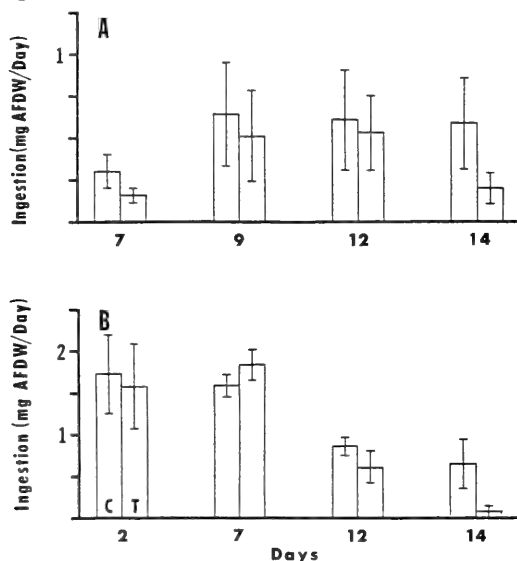 A
1
Ingestion(mg AFDW/Day)
7 9 12 14
B
2
1
Ingestion (mg AFDW/Day)
C T
2 7 12 14
Days